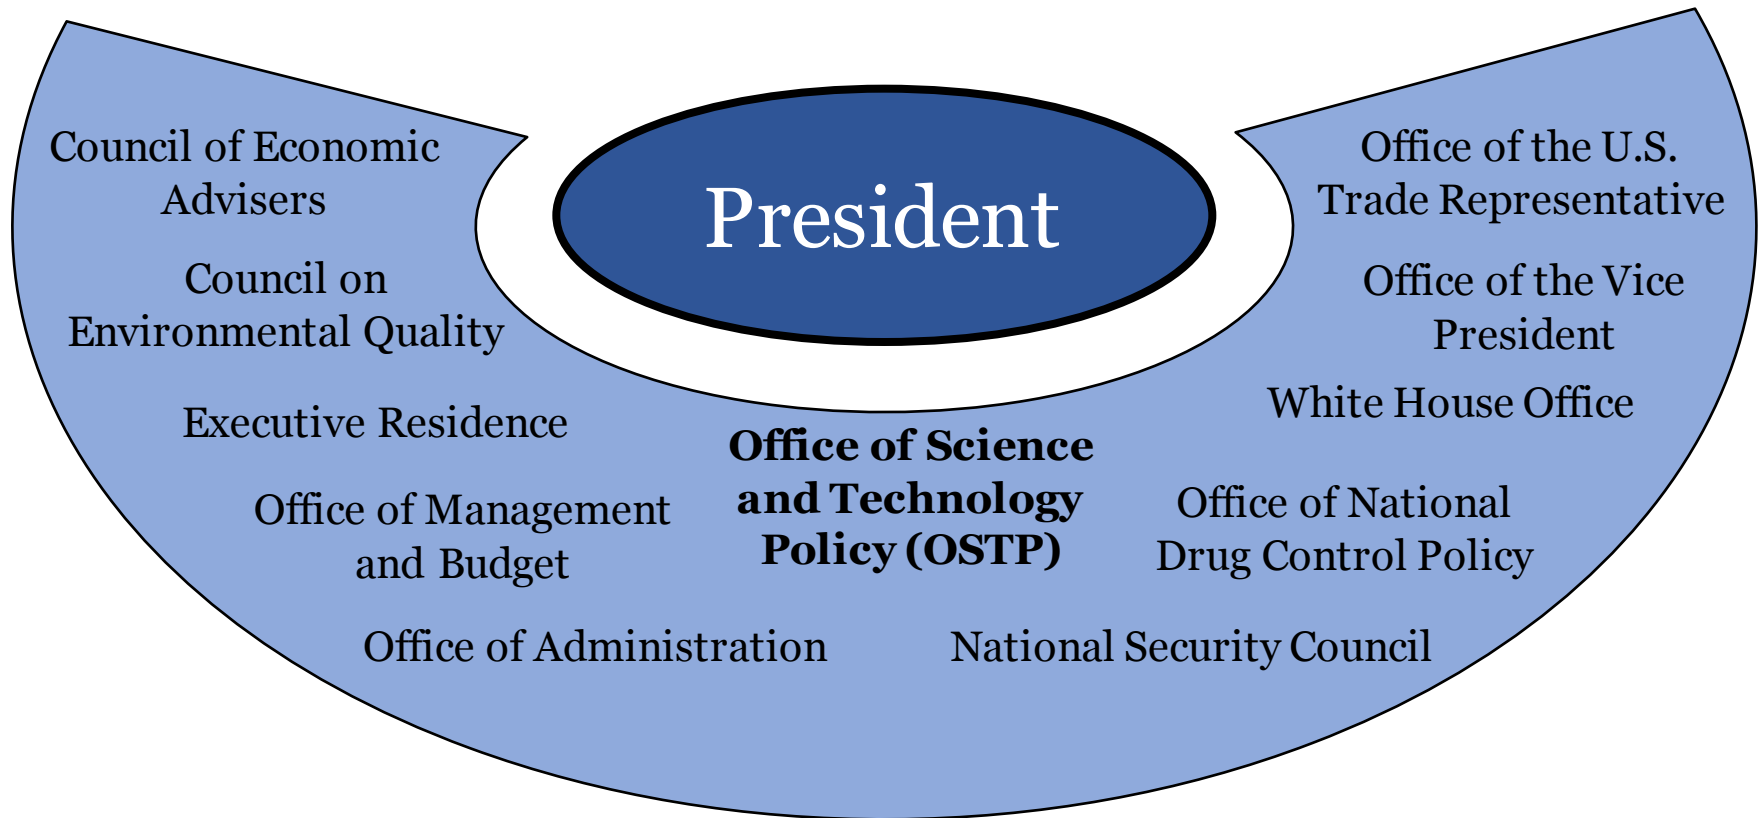 President
Council of Economic
Advisers
Council on
Environmental Quality
Executive Residence
Office of Management
and Budget
Office of Administration
Office of Science
and Technology
Policy (OSTP)
National Security Council
Office of National
Drug Control Policy
White House Office
Office of the Vice
President
Office of the U.S.
Trade Representative